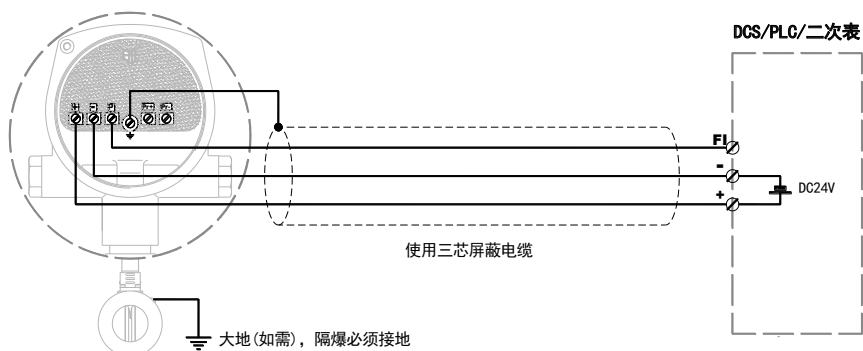 DCS/PLC/二次表
FI
-
+
DC24V
使用三芯屏蔽电缆
大地(如需)，隔爆必须接地